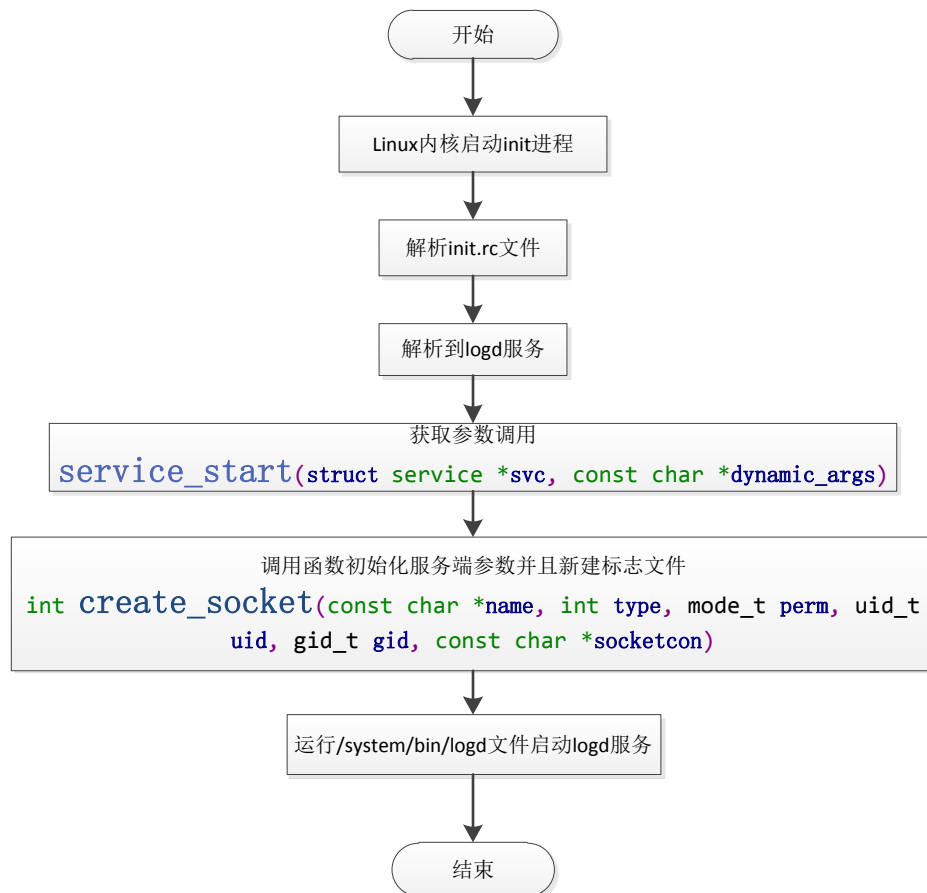 开始
Linux内核启动init进程
解析init.rc文件
解析到logd服务
获取参数调用
service_start(struct service *svc, const char *dynamic_args)
调用函数初始化服务端参数并且新建标志文件
int create_socket(const char *name, int type, mode_t perm, uid_t
uid, gid_t gid, const char *socketcon)
运行/system/bin/logd文件启动logd服务
结束